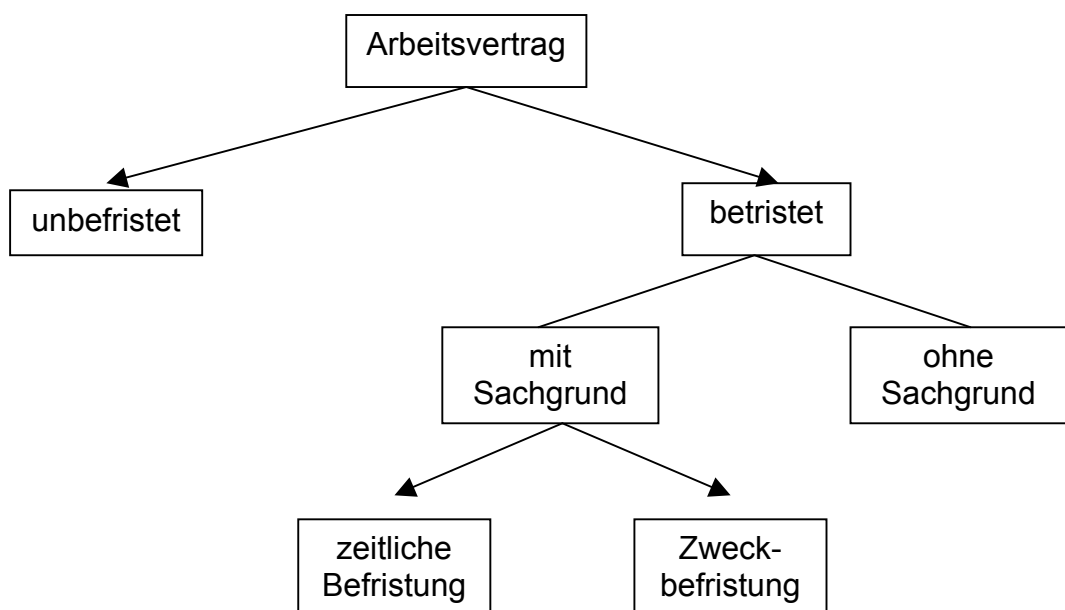 Arbeitsvertrag
unbefristet
betristet
mit
Sachgrund
ohne
Sachgrund
zeitliche
Befristung
Zweck-
befristung